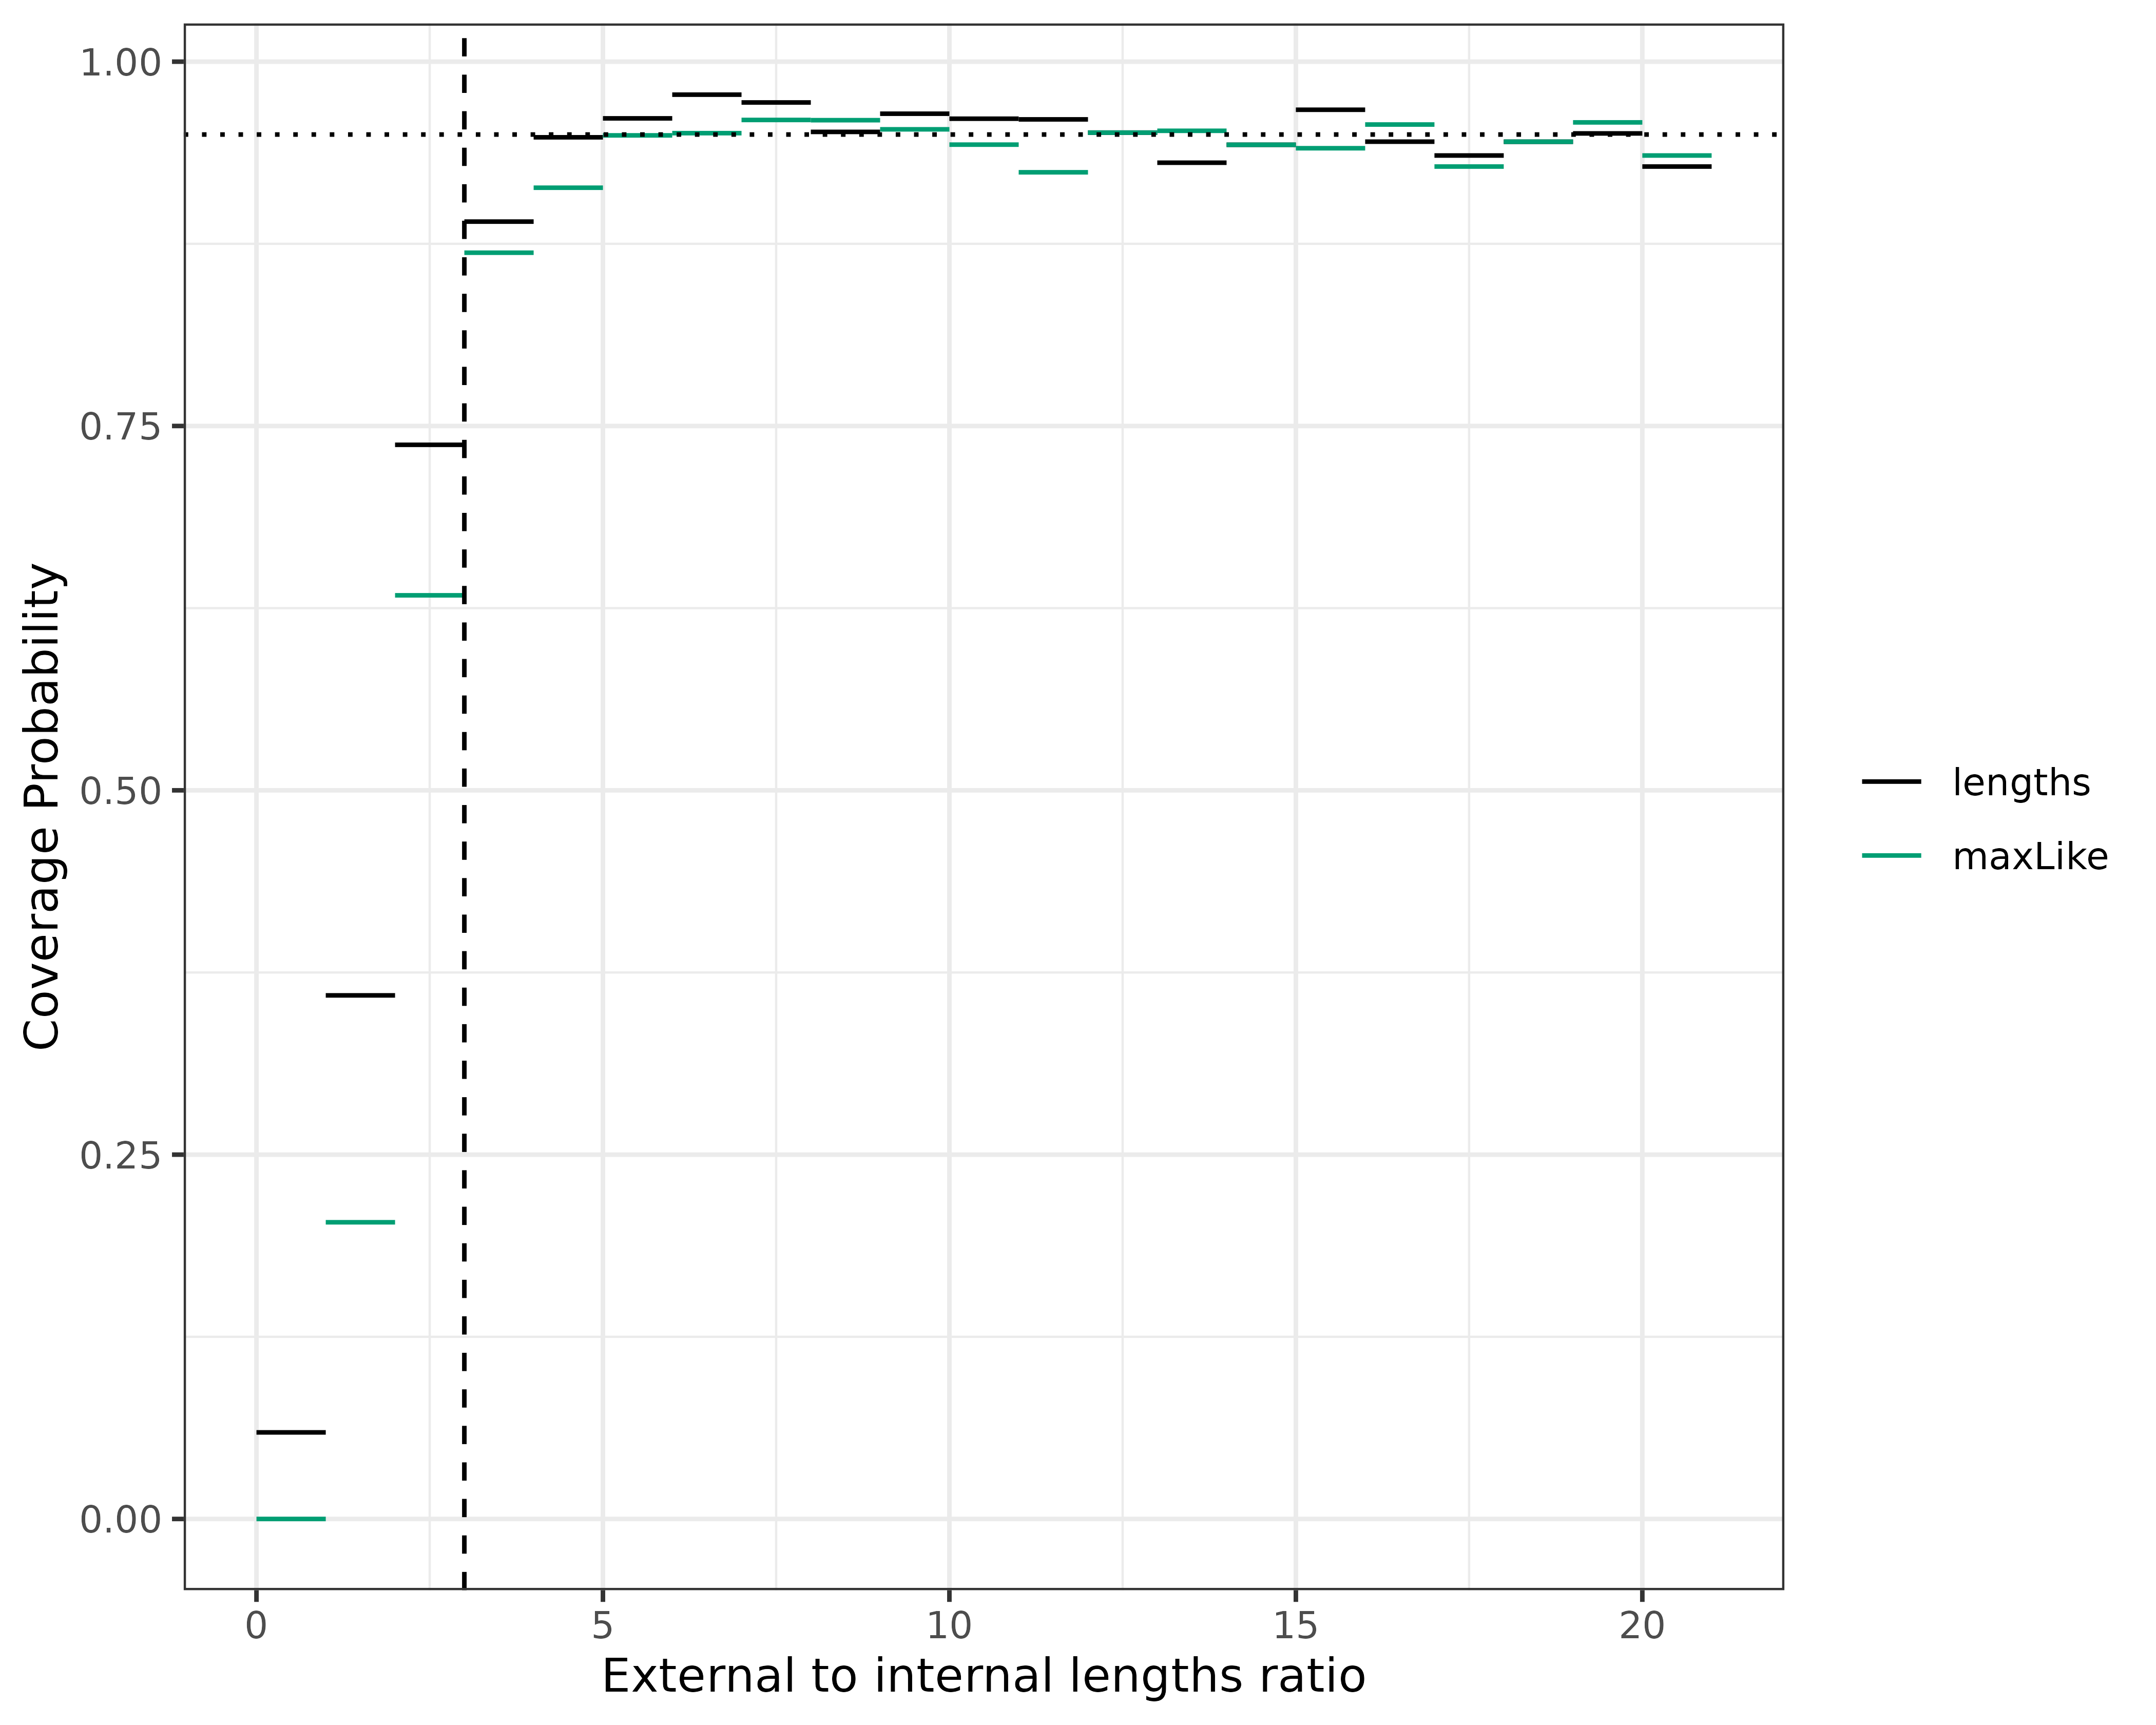 1.00
0.75
0.50
0.25
0.00
Coverage Probability
0
5
10
15
20
External to internal lengths ratio
lengths
maxLike